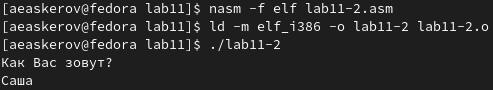 [aeaskerov@fedora lab11]$ nasm -f elf lab11-2.asm
[aeaskerov@fedora lab11]$ ld -m elf_i386 -o lab11-2 lab11-2.o
[aeaskerov@fedora lab11]$ ./lab11-2
Как Вас зовут?
Саша